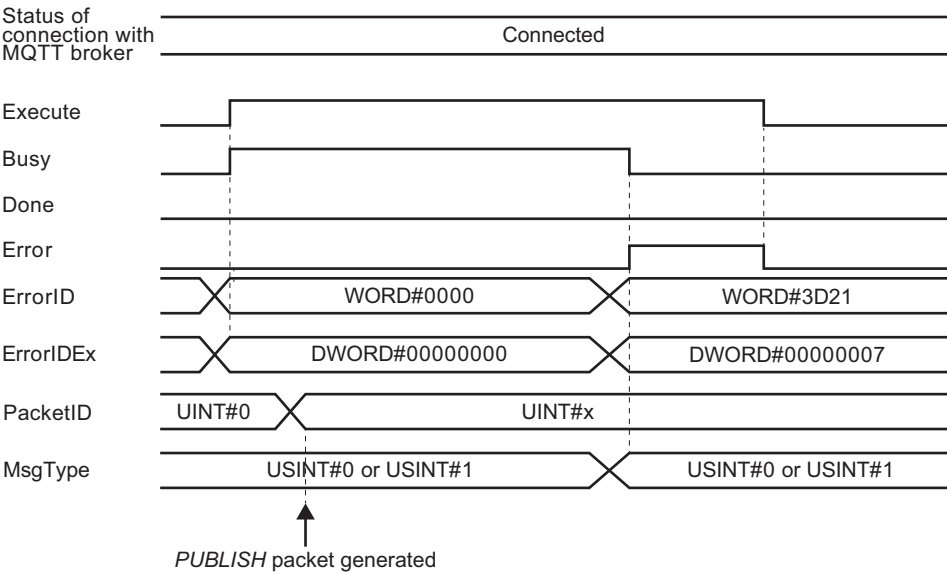 Status of
connection with
MQTT broker
Connected
Execute
Busy
Done
Error
ErrorID
WORD#0000
WORD#3D21
ErrorIDEx
DWORD#00000000
DWORD#00000007
PacketID
UINT#0
UINT#x
MsgType
USINT#0 or USINT#1
USINT#0 or USINT#1
PUBLISH packet generated